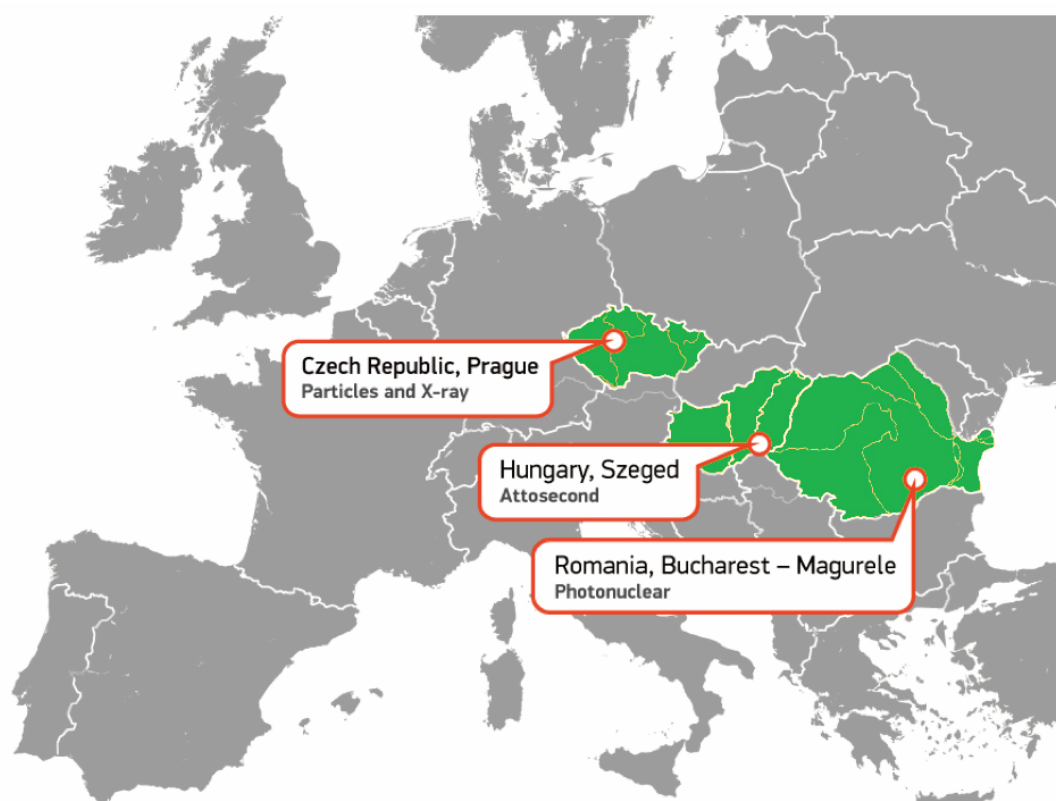 Czech Republic, Prague
Particles and X-ray
Hungary, Szeged
Attosecond
Romania, Bucharest – Magurele
Photonuclear